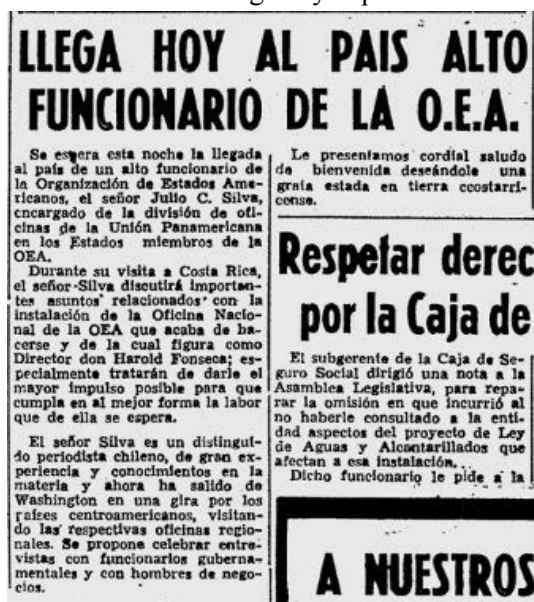 LLEGA HOY AL PAIS ALTO
FUNCIONARIO DE LA O.E.A.
Se espera esta noche la llegada
al país de un alto funcionario de
la Organización de Estados Ame-
ricanos, el señor Julio C. Silva,
encargado de la división de ofi-
cinas de la Unión Panamericana
en los Estados miembros de la
OEA.
Durante su visita a Costa Rica,
el señor Silva discutirá importan-
tes asuntos relacionados con la
instalación de la Oficina Nacio-
nal de la OEA que acaba de ha-
cerse y de la cual figura como
Director don Harold Fonseca; es-
pecialmente tratarán de darle el
mayor impulso posible para que
cumpla en al mejor forma la labor
que de ella se espera.
El señor Silva es un distingui-
do periodista chileno, de gran ex-
periencia y conocimientos en la
materia y ahora ha salido de
Washington en una gira por los
países centroamericanos, visitan-
do las respectivas oficinas regio-
nales. Se propone celebrar entre-
vistas con funcionarios guberna-
mentales y con hombres de nego-
cios.
Le presentamos cordial saludo
de bienvenida deseándole una
grata estada en tierra ccostarri-
cense.
Respetar derec
por la Caja de
El subgerente de la Caja de Se-
guro Social dirigió una nota a la
Asamblea Legislativa, para repa-
rar la omisión en que incurrió al
no haberle consultado a la enti-
dad aspectos del proyecto de Ley
de Aguas y Alcantarillados que
afectan a esa instalación...
Dicho funcionario le pide a la
A NUESTROS